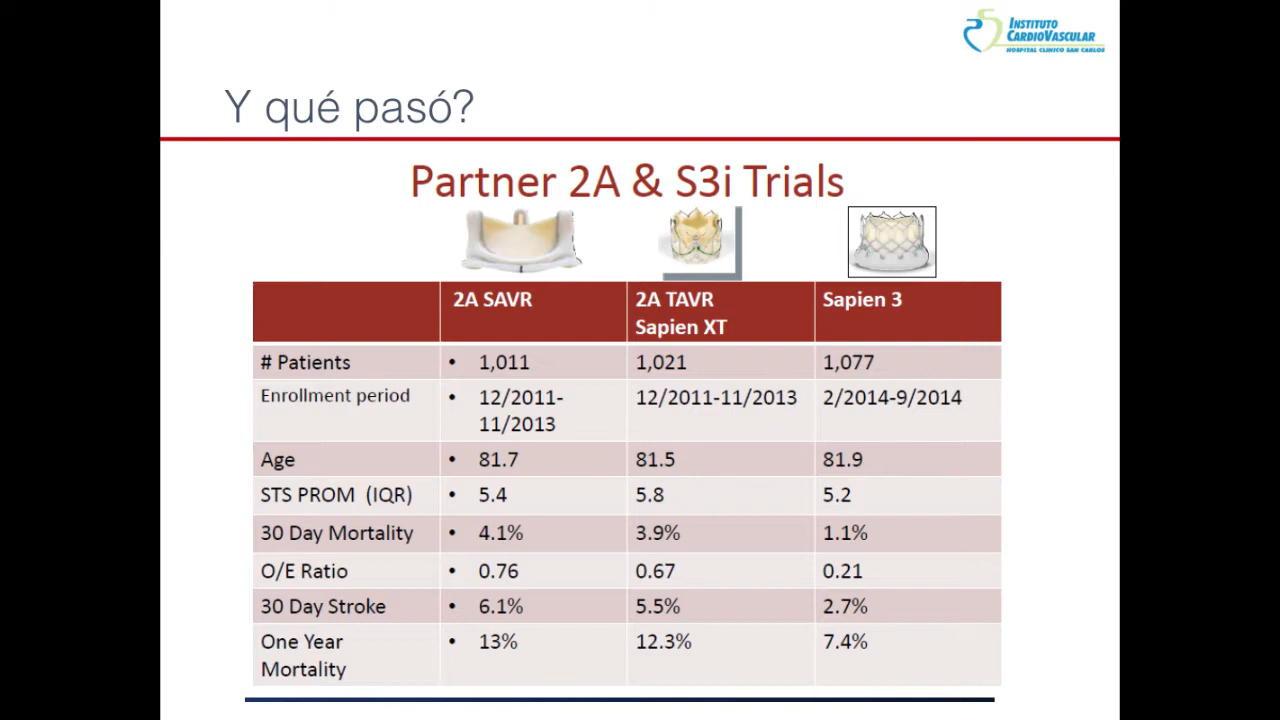 INSTITUTO
CARDIOVASCULAR
HOSPITAL CLINICO SAN CARLOS
Y qué pasó?
Partner 2A & S3i Trials
2A SAVR
2A TAVR
Sapien XT
Sapien 3
# Patients • 1,011 1,021 1,077
Enrollment period • 12/2011-
11/2013 12/2011-11/2013 2/2014-9/2014
Age • 81.7 81.5 81.9
STS PROM (IQR) • 5.4 5.8 5.2
30 Day Mortality • 4.1% 3.9% 1.1%
O/E Ratio • 0.76 0.67 0.21
30 Day Stroke • 6.1% 5.5% 2.7%
One Year
Mortality • 13% 12.3% 7.4%